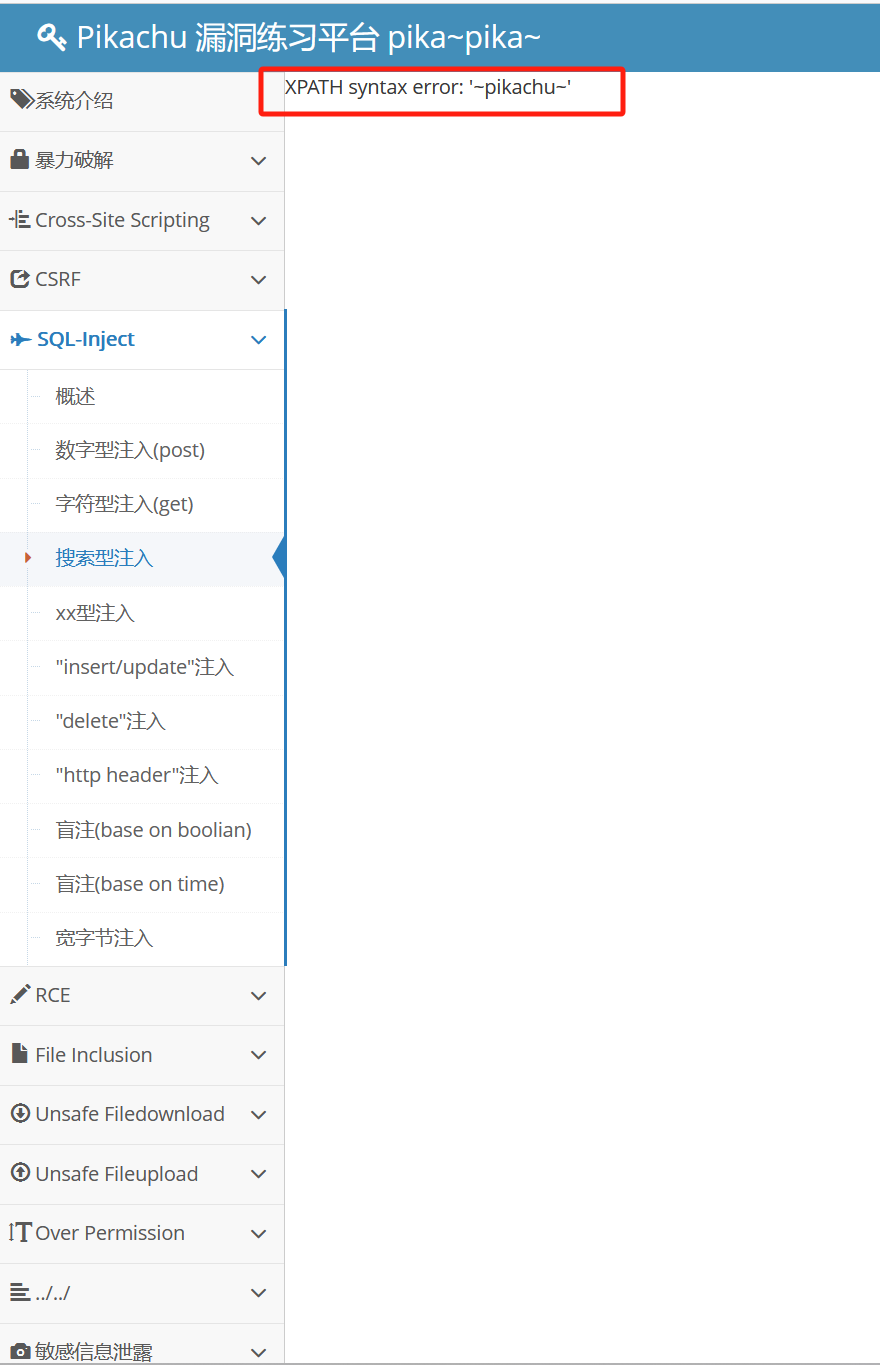 Pikachu 漏洞练习平台 pika~pika~
XPATH syntax error: '~pikachu~'
系统介绍
暴力破解
Cross-Site Scripting
CSRF
SQL-Inject
概述
数字型注入(post)
字符型注入(get)
搜索型注入
xx型注入
"insert/update"注入
"delete"注入
"http header"注入
盲注(base on boolian)
盲注(base on time)
宽字节注入
RCE
File Inclusion
Unsafe Filedownload
Unsafe Fileupload
Over Permission
../../
敏感信息泄露